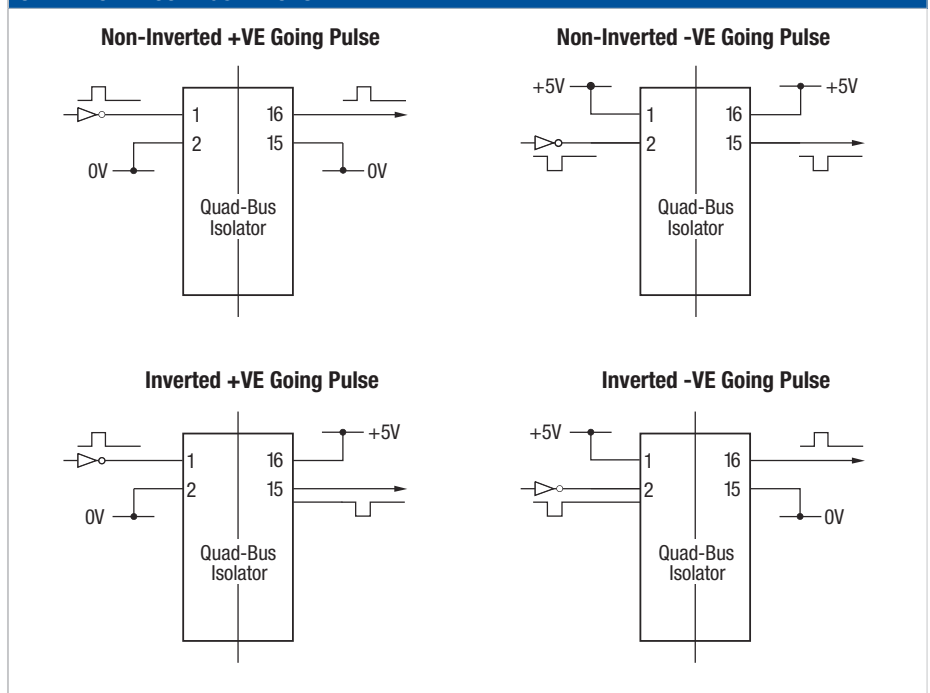 Non-Inverted +VE Going Pulse
1
16
2
15
0V
0V
Quad-Bus
Isolator
Non-Inverted -VE Going Pulse
+5V
+5V
1
16
2
15
Quad-Bus
Isolator
Inverted +VE Going Pulse
+5V
1
16
2
15
0V
Quad-Bus
Isolator
Inverted -VE Going Pulse
+5V
1
16
2
15
0V
Quad-Bus
Isolator